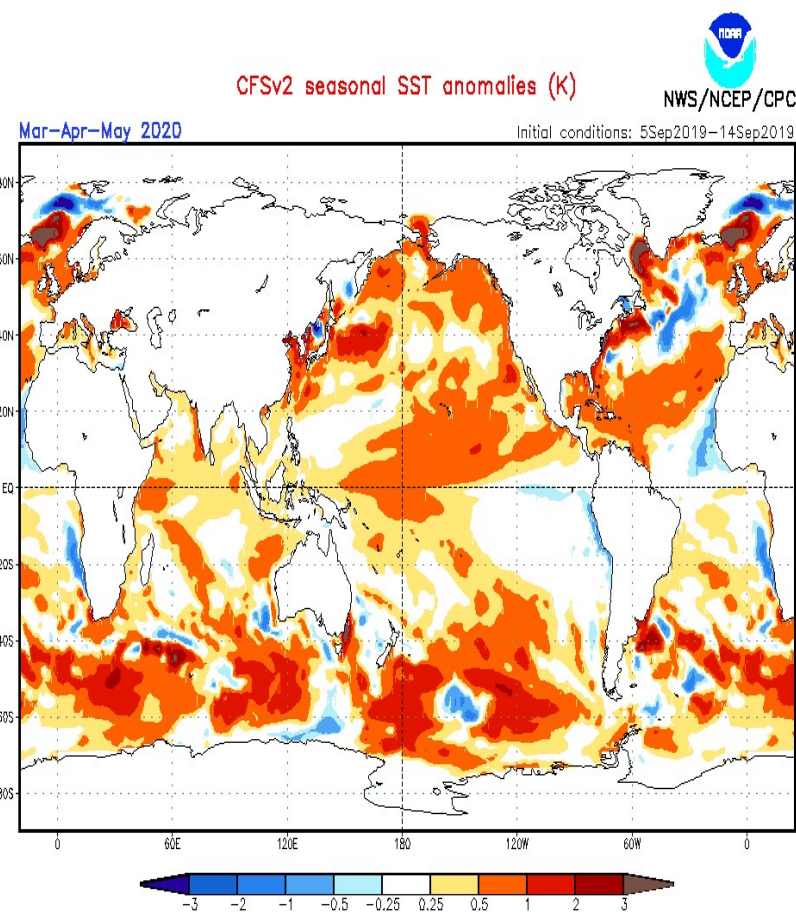 NOAA
CFSv2 seasonal SST anomalies (K)
NWS/NCEP/CPC
Mar-Apr-May 2020
Initial conditions: 5Sep2019-14Sep2019
80N
60N
40N
20N
EQ
20S
40S
60S
80S
0 60E 120E 180 120W 60W 0
-3 -2 -1 -0.5 -0.25 0.25 0.5 1 2 3